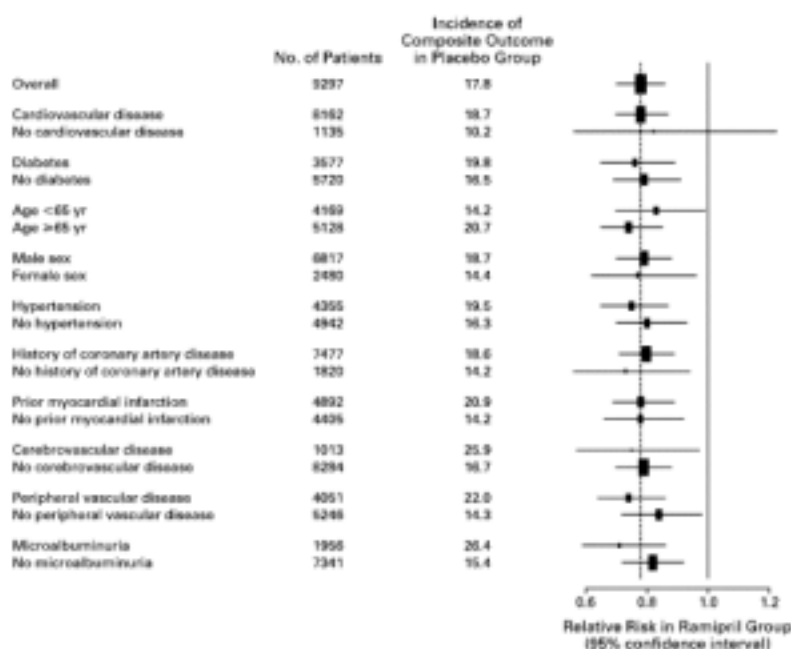 Incidence of
Composite Outcome
No. of Patients in Placebo Group
Overall 9297 17.8
Cardiovascular disease 8162 18.7
No cardiovascular disease 1135 10.2
Diabetes 3577 19.8
No diabetes 5720 16.5
Age <65 yr 4169 14.2
Age ≥65 yr 5128 20.7
Male sex 6817 18.7
Female sex 2480 14.4
Hypertension 4355 19.5
No hypertension 4942 16.3
History of coronary artery disease 7477 18.6
No history of coronary artery disease 1820 14.2
Prior myocardial infarction 4892 20.9
No prior myocardial infarction 4405 14.2
Cerebrovascular disease 1013 25.9
No cerebrovascular disease 8284 16.7
Peripheral vascular disease 4051 22.0
No peripheral vascular disease 5246 14.3
Microalbuminuria 1956 26.4
No microalbuminuria 7341 15.4
0.6 0.8 1.0 1.2
Relative Risk in Ramipril Group
(95% confidence interval)